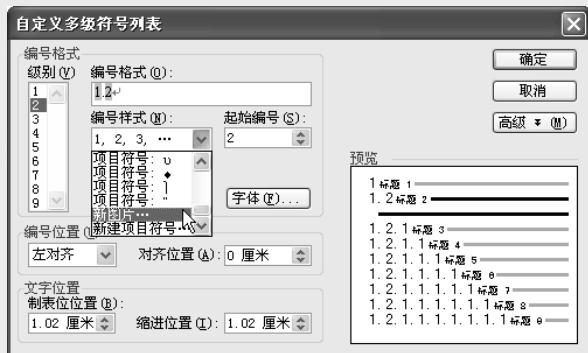 自定义多级符号列表
编号格式
级别(V) 编号格式(O):
1
2
3
4
5
6
7
8
9
1.2
编号样式(N): 起始编号(S):
1, 2, 3, … 2
项目符号: υ
项目符号: ◆
项目符号: ⎤
项目符号: "
新图片…
新建项目符号…
字体(F)...
确定
取消
高级 ▼ (M)
编号位置(
左对齐 对齐位置(A): 0 厘米
文字位置
制表位位置(B):
1.02 厘米 缩进位置(I): 1.02 厘米
预览
1 标题 1
1.2 标题 2
1.2.1 标题 3
1.2.1.1 标题 4
1.2.1.1.1 标题 5
1.2.1.1.1.1 标题 6
1.2.1.1.1.1.1 标题 7
1.2.1.1.1.1.1.1 标题 8
1.2.1.1.1.1.1.1.1 标题 9